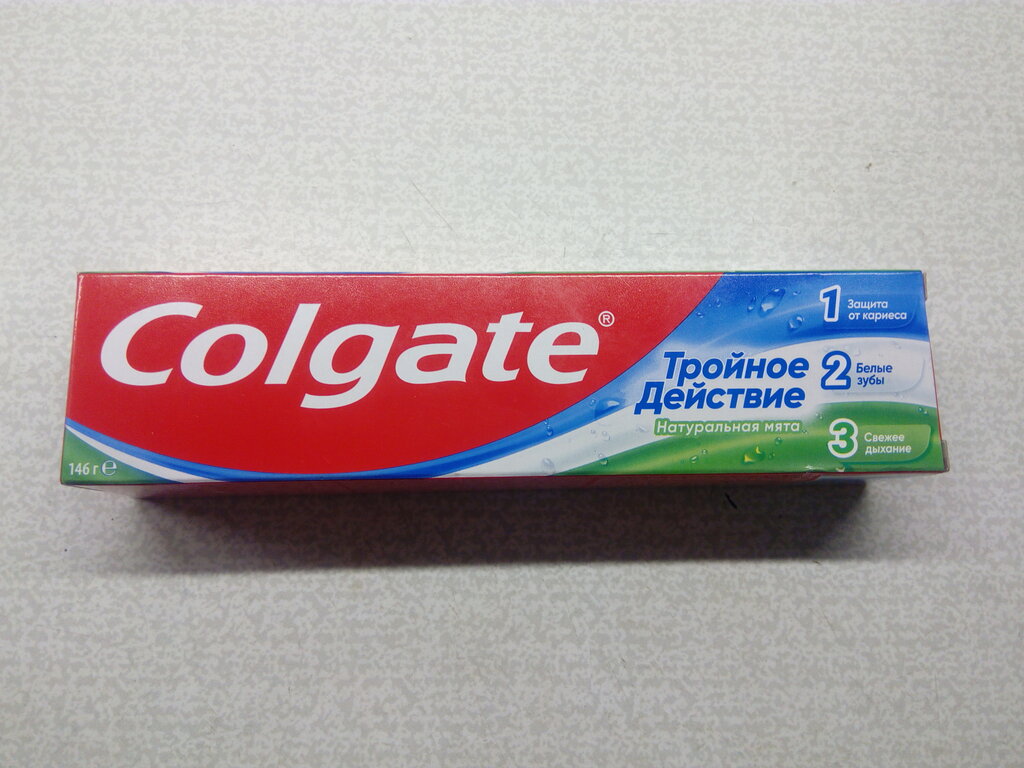 Colgate®
Тройное
Действие
Натуральная мята
1 Защита
от кариеса
2 Белые
зубы
3 Свежее
дыхание
146 г ℮